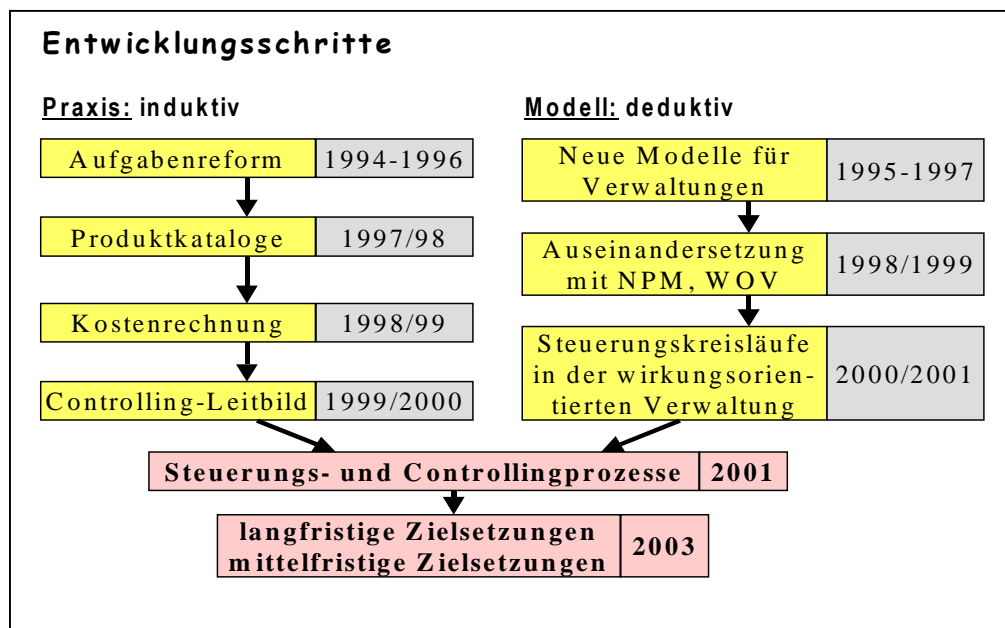 Entwicklungsschritte
Praxis: induktiv
Aufgabenreform 1994-1996
Produktkataloge 1997/98
Kostenrechnung 1998/99
Controlling-Leitbild 1999/2000
Modell: deduktiv
Neue Modelle für
Verwaltungen
1995-1997
Auseinandersetzung
mit NPM, WOV
1998/1999
Steuerungskreisläufe
in der wirkungsorien-
tierten Verwaltung
2000/2001
Steuerungs- und Controllingprozesse 2001
langfristige Zielsetzungen
mittelfristige Zielsetzungen
2003